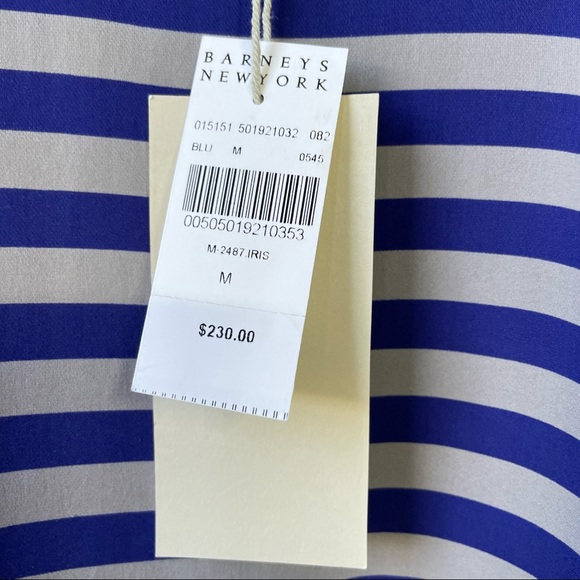 BARNEYS
NEW YORK
015151 501921032 082
BLU M 0545
00505019210353
M-2487.IRIS
M
$230.00